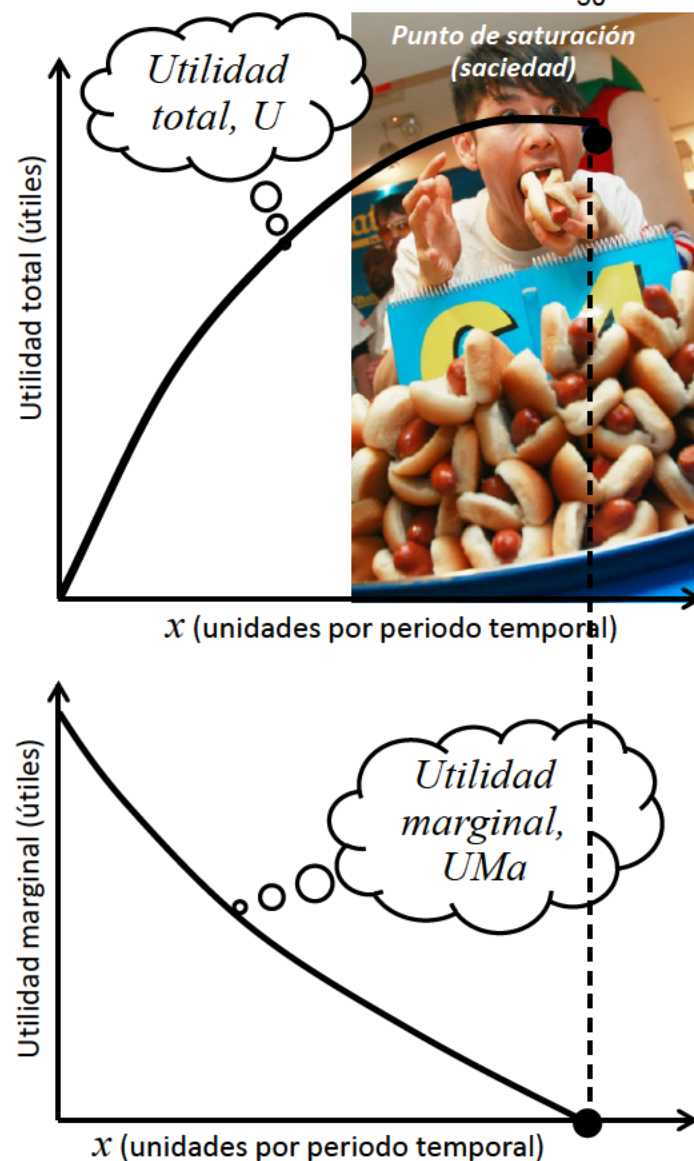 Punto de saturación
(saciedad)
Utilidad
total, U
Utilidad total (útiles)
x (unidades por periodo temporal)
Utilidad
marginal,
UMa
Utilidad marginal (útiles)
x (unidades por periodo temporal)